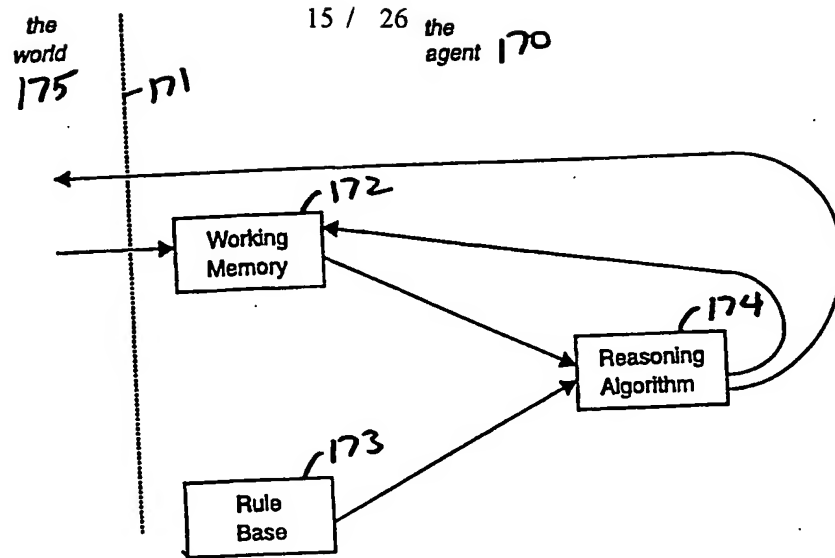 15 / 26
the
world
175
171
the
agent 170
172
Working
Memory
174
Reasoning
Algorithm
173
Rule
Base